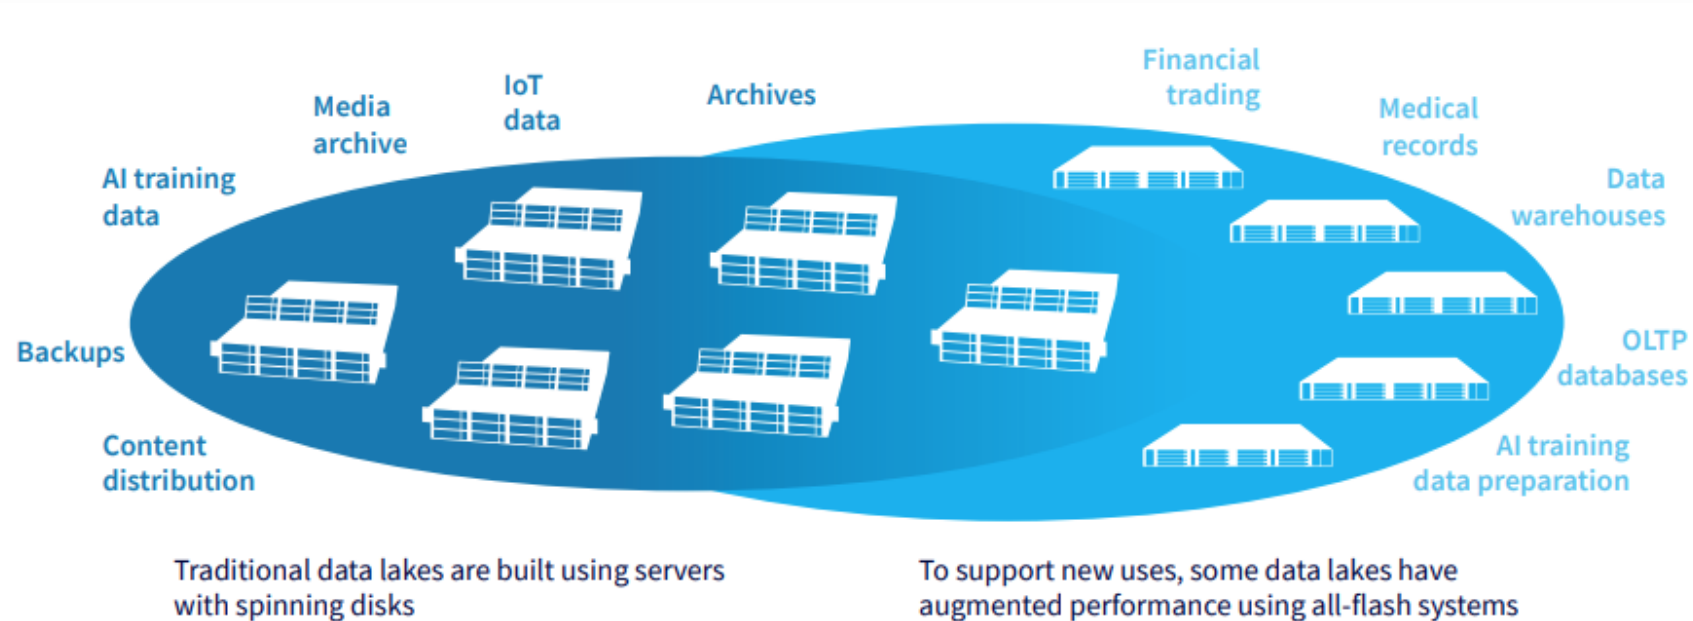 AI training
data
Media
archive
IoT
data
Archives
Financial
trading
Medical
records
Data
warehouses
Backups
OLTP
databases
Content
distribution
AI training
data preparation
Traditional data lakes are built using servers
with spinning disks
To support new uses, some data lakes have
augmented performance using all-flash systems